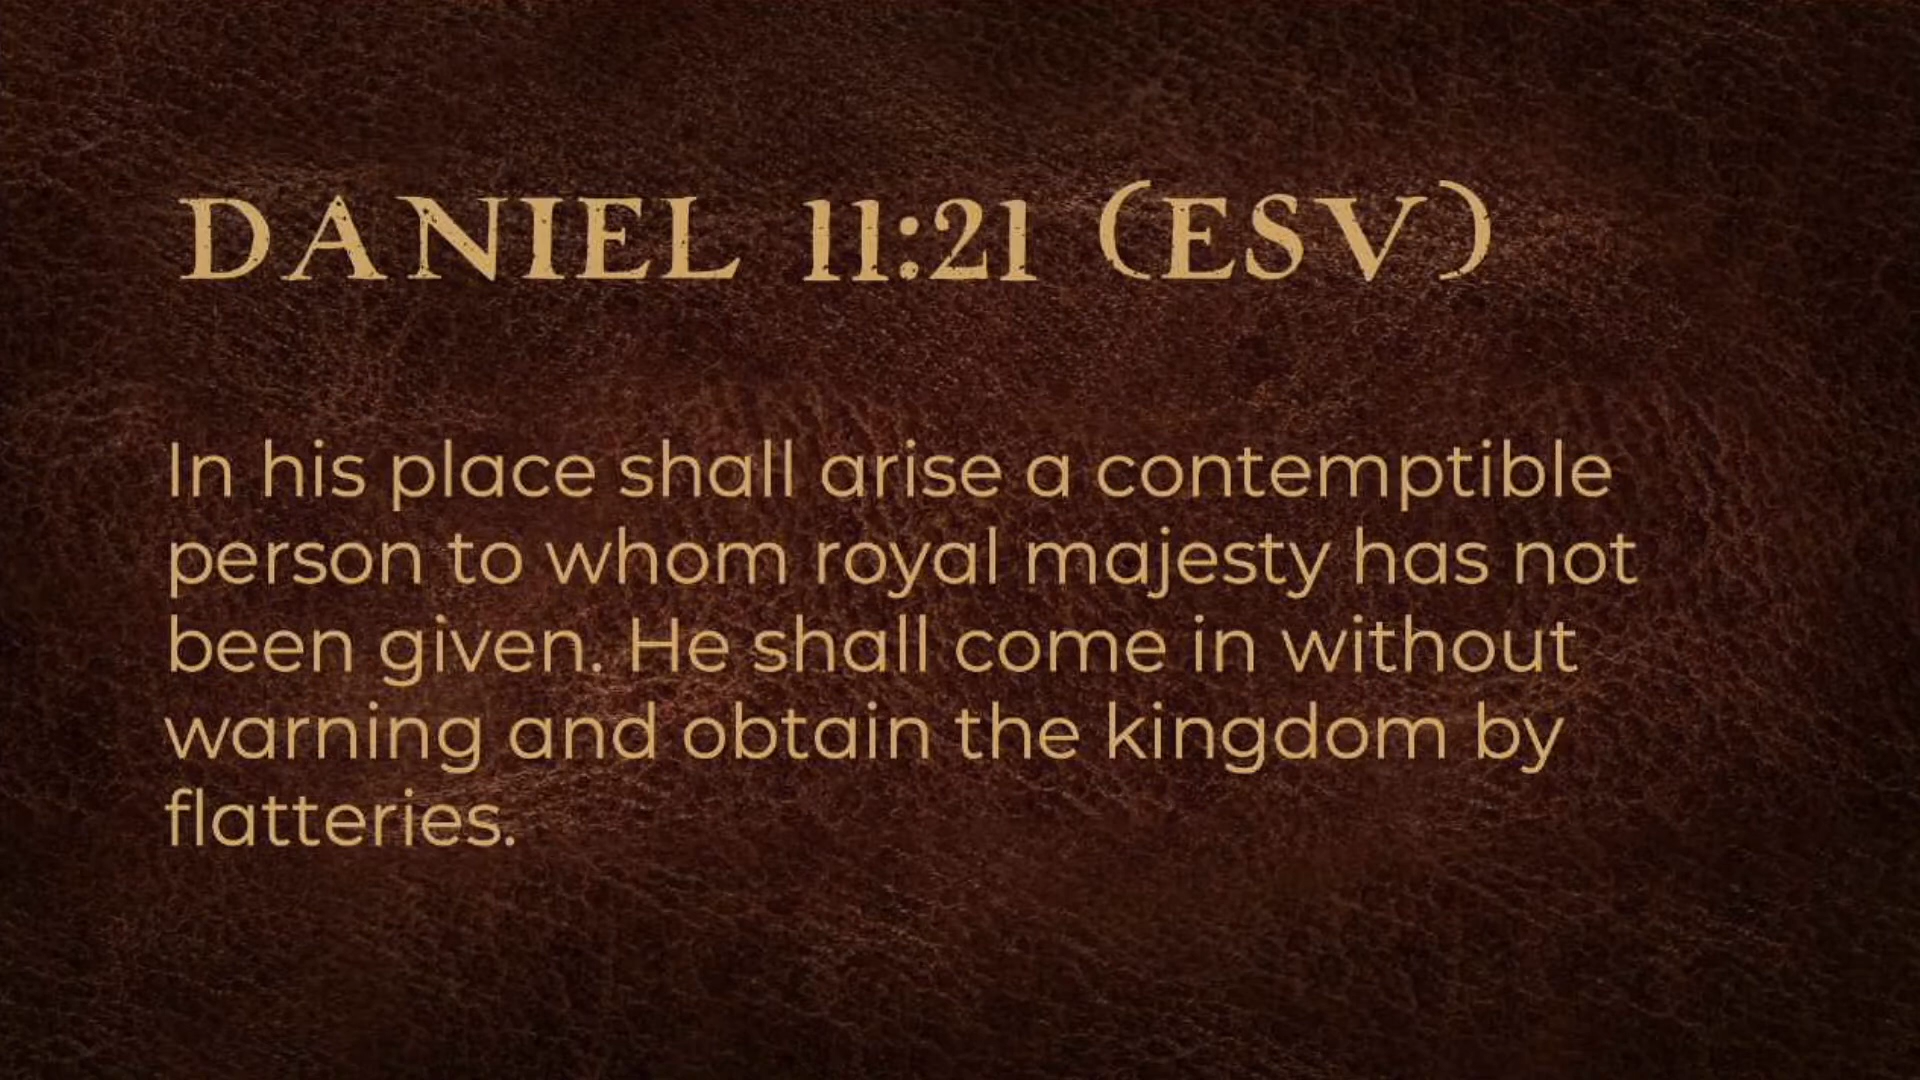 DANIEL 11:21 (ESV)
In his place shall arise a contemptible
person to whom royal majesty has not
been given. He shall come in without
warning and obtain the kingdom by
flatteries.